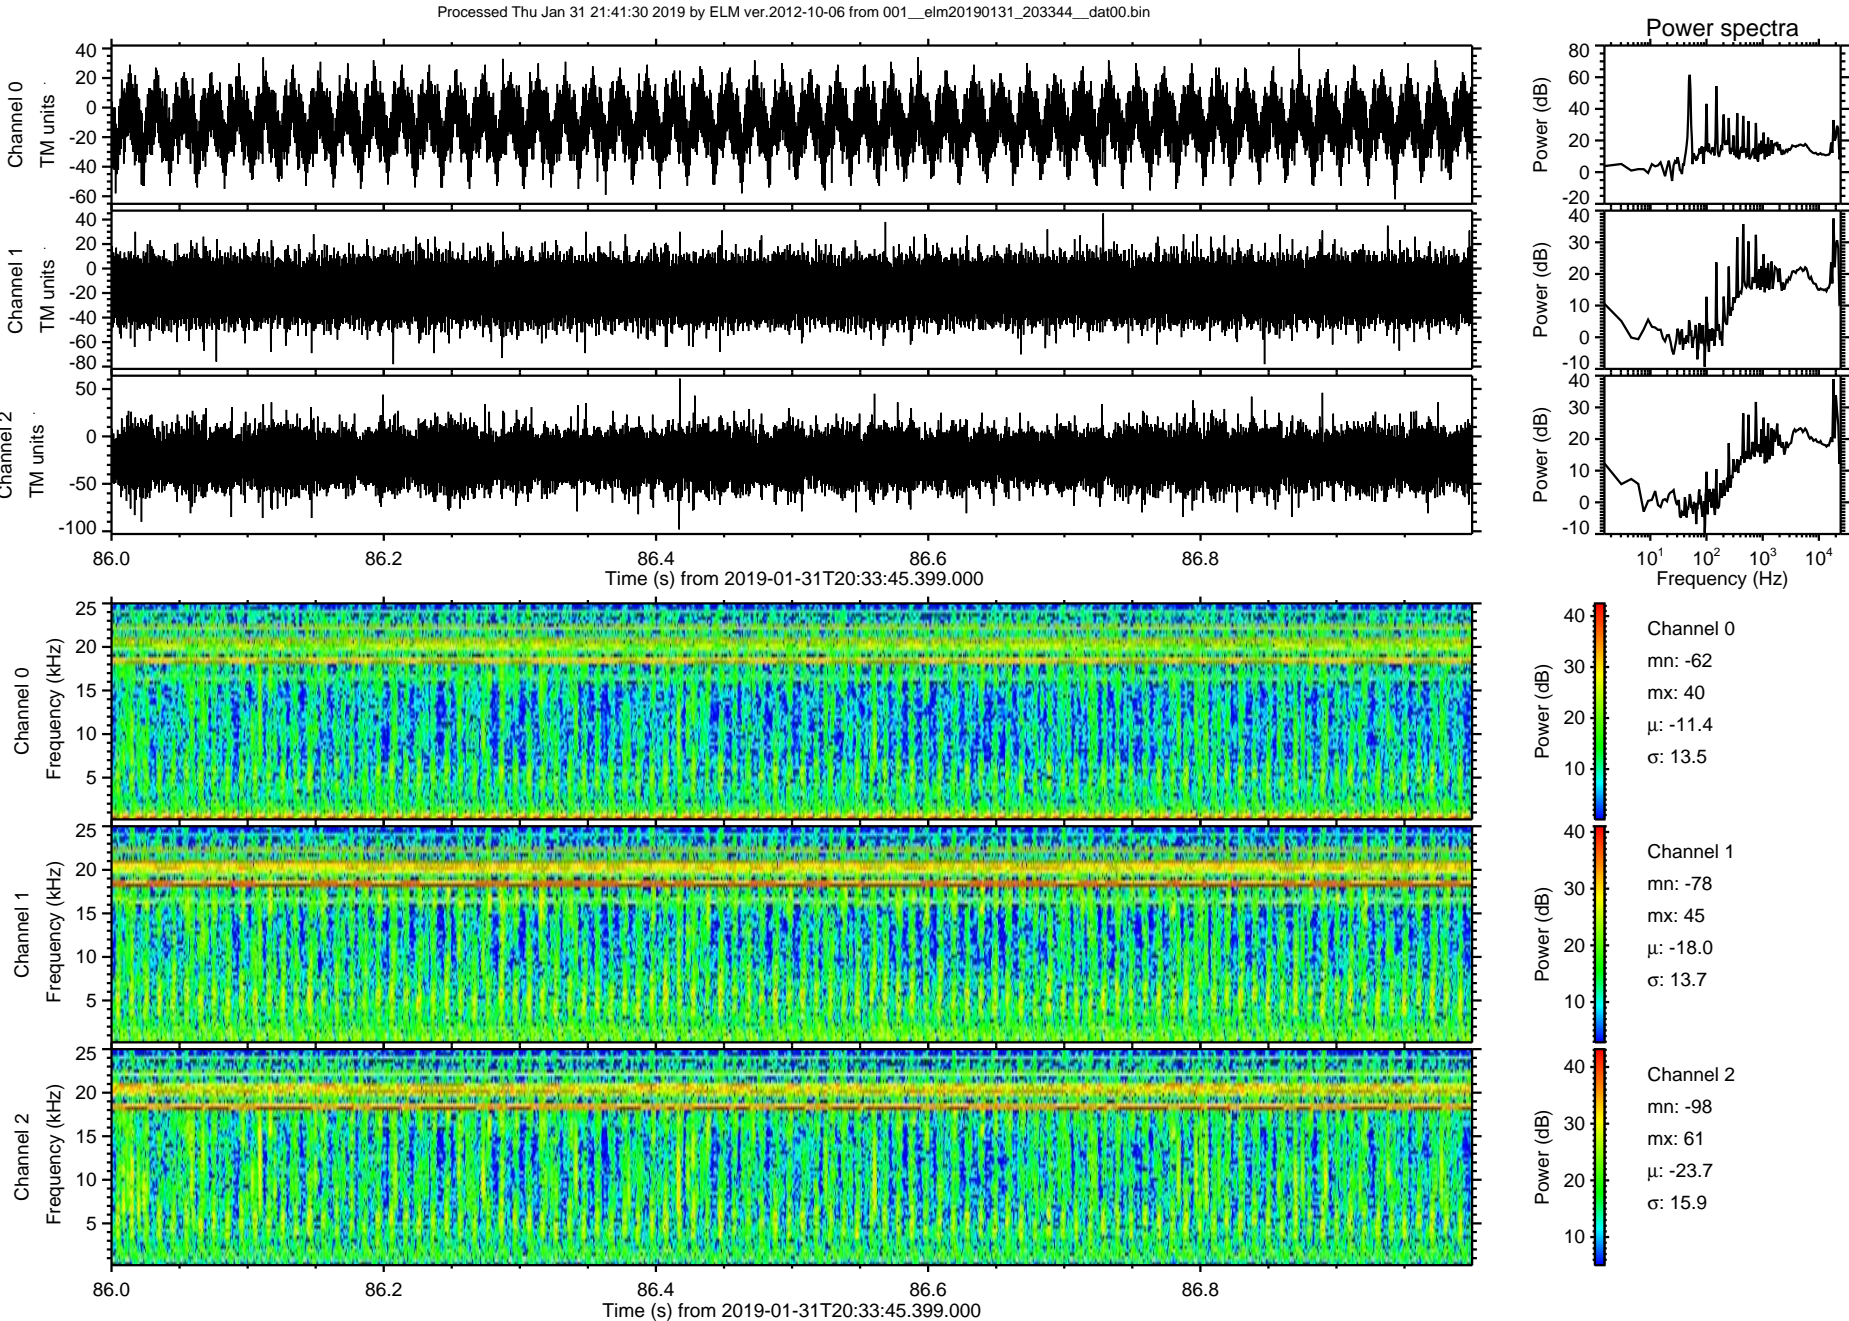 Processed Thu Jan 31 21:41:30 2019 by ELM ver.2012-10-06 from 001__elm20190131_203344__dat00.bin
Power spectra
Channel 0
TM units
40
20
0
-20
-40
-60
Power (dB)
80
60
40
20
0
-20
Channel 1
TM units
40
20
0
-20
-40
-60
-80
Power (dB)
40
30
20
10
0
-10
Channel 2
TM units
50
0
-50
-100
Power (dB)
40
30
20
10
0
-10
86.0 86.2 86.4 86.6 86.8
Time (s) from 2019-01-31T20:33:45.399.000
10¹ 10² 10³ 10⁴
Frequency (Hz)
Channel 0
Frequency (kHz)
25
20
15
10
5
Power (dB)
40
30
20
10
Channel 0
mn: -62
mx: 40
μ: -11.4
σ: 13.5
Channel 1
Frequency (kHz)
25
20
15
10
5
Power (dB)
40
30
20
10
Channel 1
mn: -78
mx: 45
μ: -18.0
σ: 13.7
Channel 2
Frequency (kHz)
25
20
15
10
5
Power (dB)
40
30
20
10
Channel 2
mn: -98
mx: 61
μ: -23.7
σ: 15.9
86.0 86.2 86.4 86.6 86.8
Time (s) from 2019-01-31T20:33:45.399.000